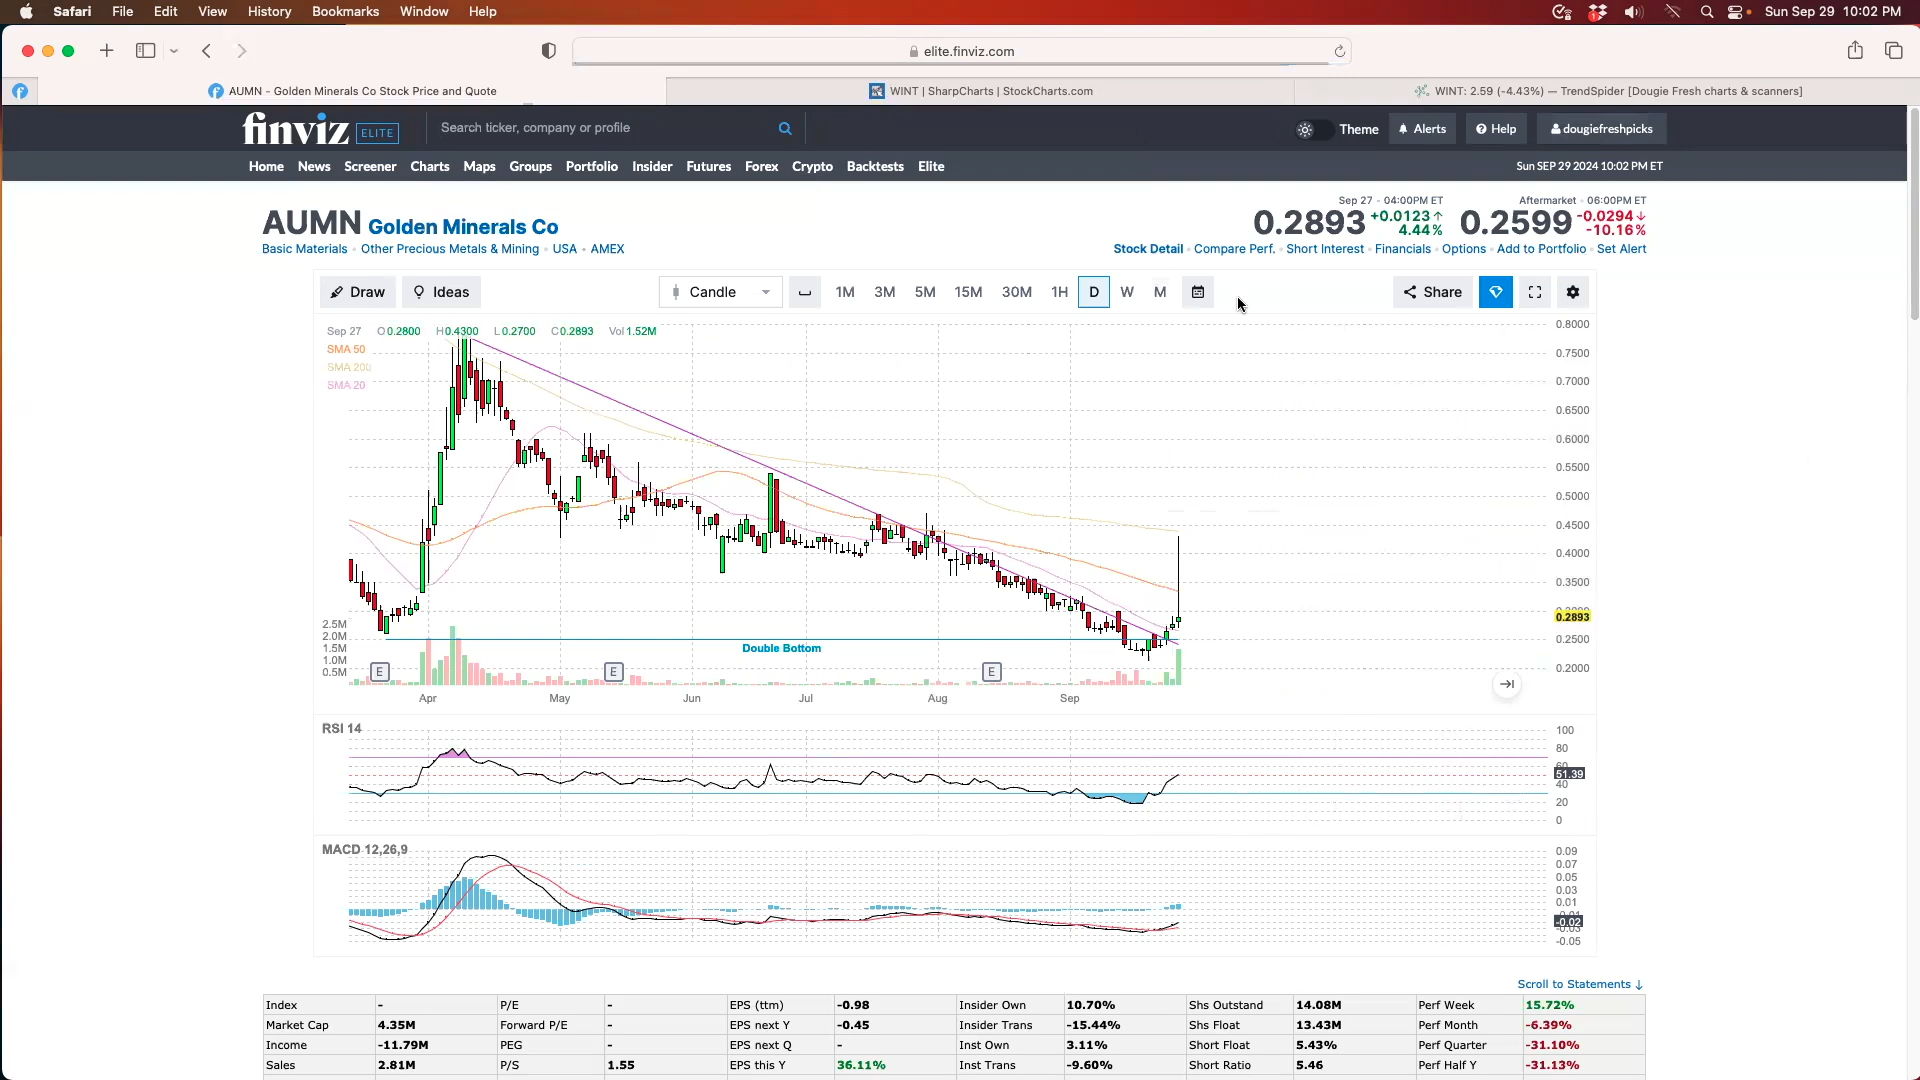 Safari File Edit View History Bookmarks Window Help
1
Sun Sep 29 10:02 PM
elite.finviz.com
AUMN - Golden Minerals Co Stock Price and Quote
WINT | SharpCharts | StockCharts.com
WINT: 2.59 (-4.43%) — TrendSpider [Dougie Fresh charts & scanners]
finviz ELITE
Search ticker, company or profile
Theme
Alerts
Help
dougiefreshpicks
Home News Screener Charts Maps Groups Portfolio Insider Futures Forex Crypto Backtests Elite
Sun SEP 29 2024 10:02 PM ET
AUMN Golden Minerals Co
Basic Materials • Other Precious Metals & Mining • USA • AMEX
Sep 27 - 04:00PM ET
0.2893 +0.0123↑
4.44%
Aftermarket - 06:00PM ET
0.2599 -0.0294↓
-10.16%
Stock Detail • Compare Perf. • Short Interest • Financials • Options • Add to Portfolio • Set Alert
Draw Ideas
Candle
1M 3M 5M 15M 30M 1H D W M
Share
Sep 27 O0.2800 H0.4300 L0.2700 C0.2893 Vol1.52M
SMA 50
SMA 200
SMA 20
0.8000
0.7500
0.7000
0.6500
0.6000
0.5500
0.5000
0.4500
0.4000
0.3500
0.2893
0.2500
0.2000
2.5M
2.0M
1.5M
1.0M
0.5M
Double Bottom
E E E
Apr May Jun Jul Aug Sep
RSI 14
100
80
60
51.39
40
20
0
MACD 12,26,9
0.09
0.07
0.05
0.03
0.01
-0.01
-0.02
-0.03
-0.05
Scroll to Statements ↓
Index - P/E - EPS (ttm) -0.98 Insider Own 10.70% Shs Outstand 14.08M Perf Week 15.72%
Market Cap 4.35M Forward P/E - EPS next Y -0.45 Insider Trans -15.44% Shs Float 13.43M Perf Month -6.39%
Income -11.79M PEG - EPS next Q - Inst Own 3.11% Short Float 5.43% Perf Quarter -31.10%
Sales 2.81M P/S 1.55 EPS this Y 36.11% Inst Trans -9.60% Short Ratio 5.46 Perf Half Y -31.13%